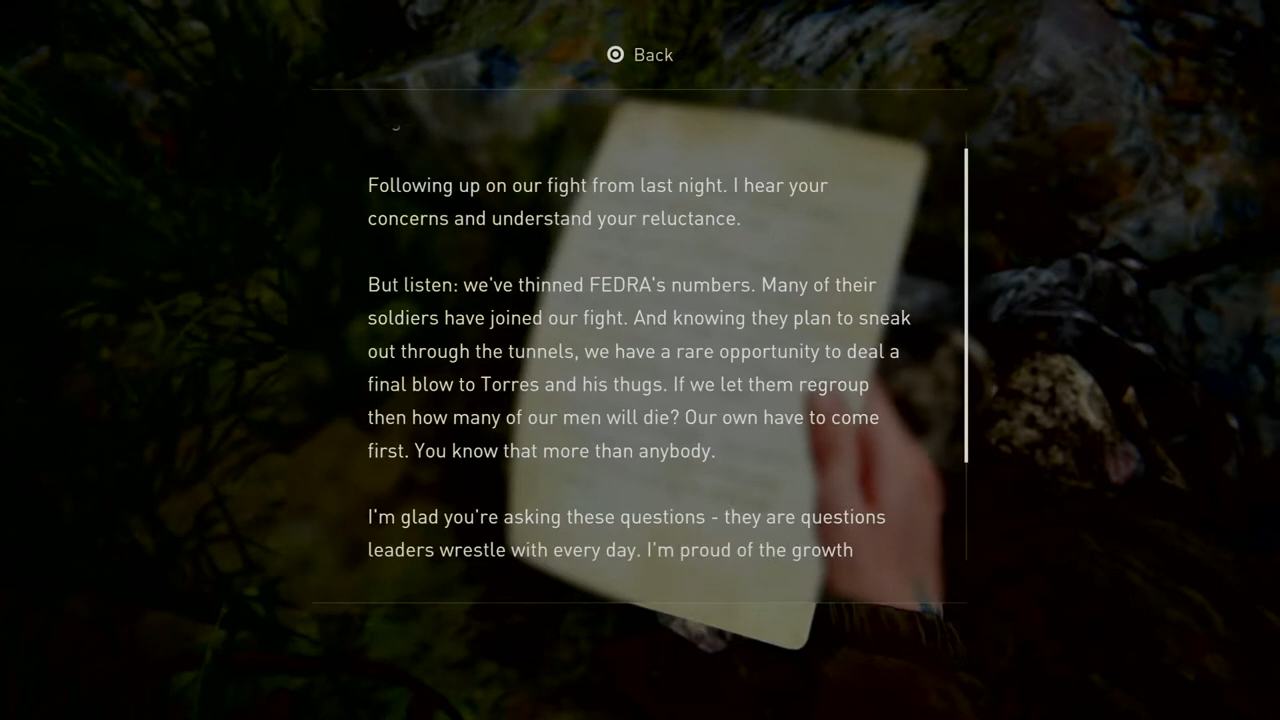 Back
Following up on our fight from last night. I hear your
concerns and understand your reluctance.
But listen: we've thinned FEDRA's numbers. Many of their
soldiers have joined our fight. And knowing they plan to sneak
out through the tunnels, we have a rare opportunity to deal a
final blow to Torres and his thugs. If we let them regroup
then how many of our men will die? Our own have to come
first. You know that more than anybody.
I'm glad you're asking these questions - they are questions
leaders wrestle with every day. I'm proud of the growth